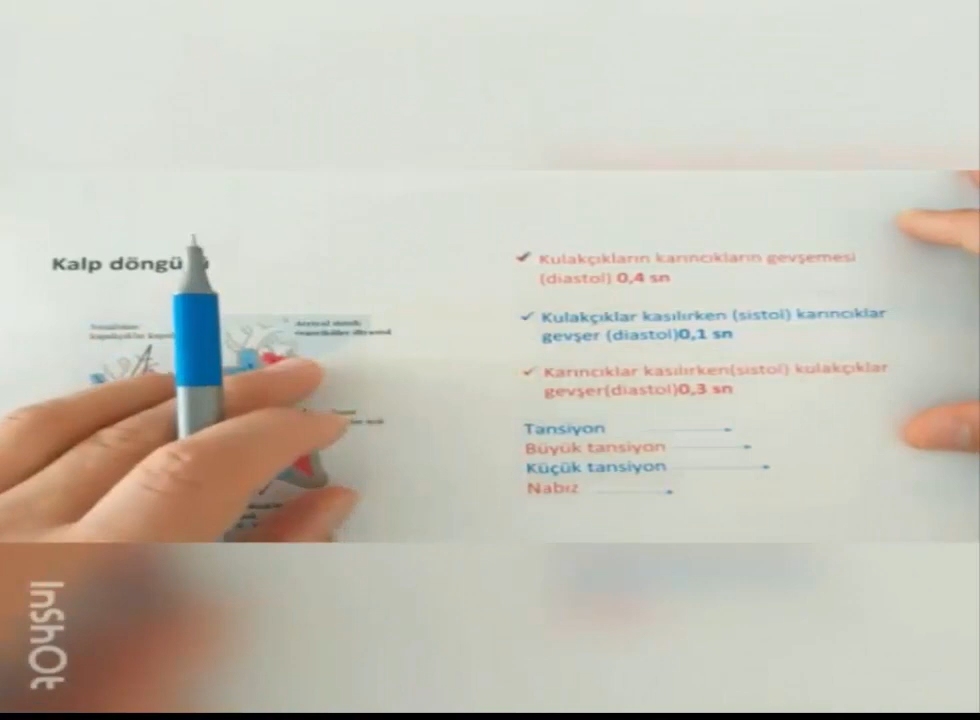 Kalp döngü
✓ Kulakçıkların karıncıkların gevşemesi
(diastol) 0,4 sn
✓ Kulakçıklar kasılırken (sistol) karıncıklar
gevşer (diastol)0,1 sn
✓ Karıncıklar kasılırken(sistol) kulakçıklar
gevşer(diastol)0,3 sn
Tansiyon
Büyük tansiyon
Küçük tansiyon
Nabız
InShOt